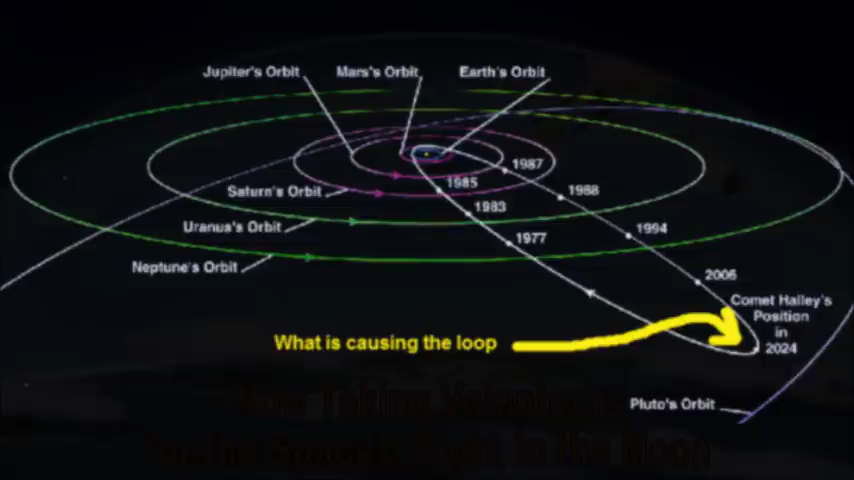 Jupiter's Orbit
Mars's Orbit
Earth's Orbit
1987
1985
1988
Saturn's Orbit
1983
Uranus's Orbit
1994
1977
Neptune's Orbit
2005
Comet Halley's
Position
in
2024
What is causing the loop
Pluto's Orbit